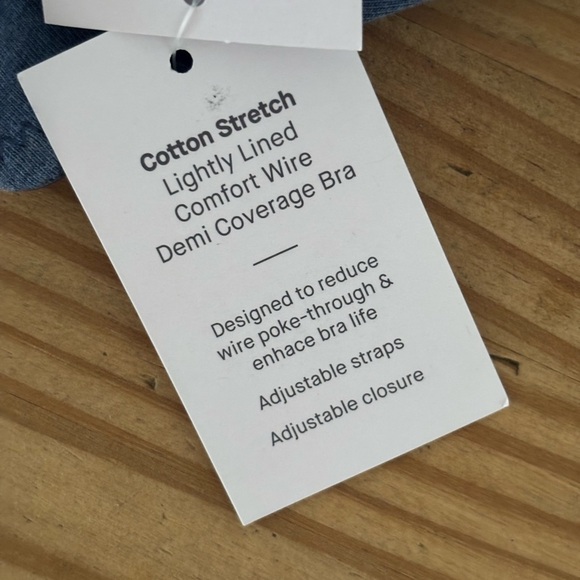 Cotton Stretch
Lightly Lined
Comfort Wire
Demi Coverage Bra
Designed to reduce
wire poke-through &
enhace bra life
Adjustable straps
Adjustable closure